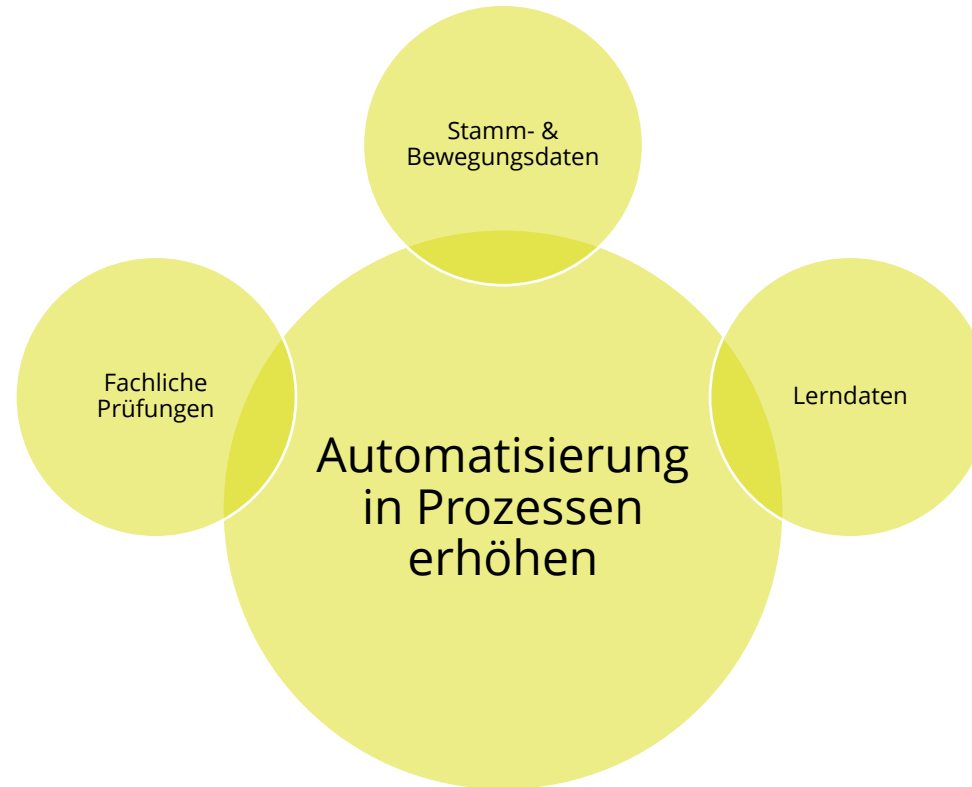 Stamm- &
Bewegungsdaten
Fachliche
Prüfungen
Lerndaten
Automatisierung
in Prozessen
erhöhen